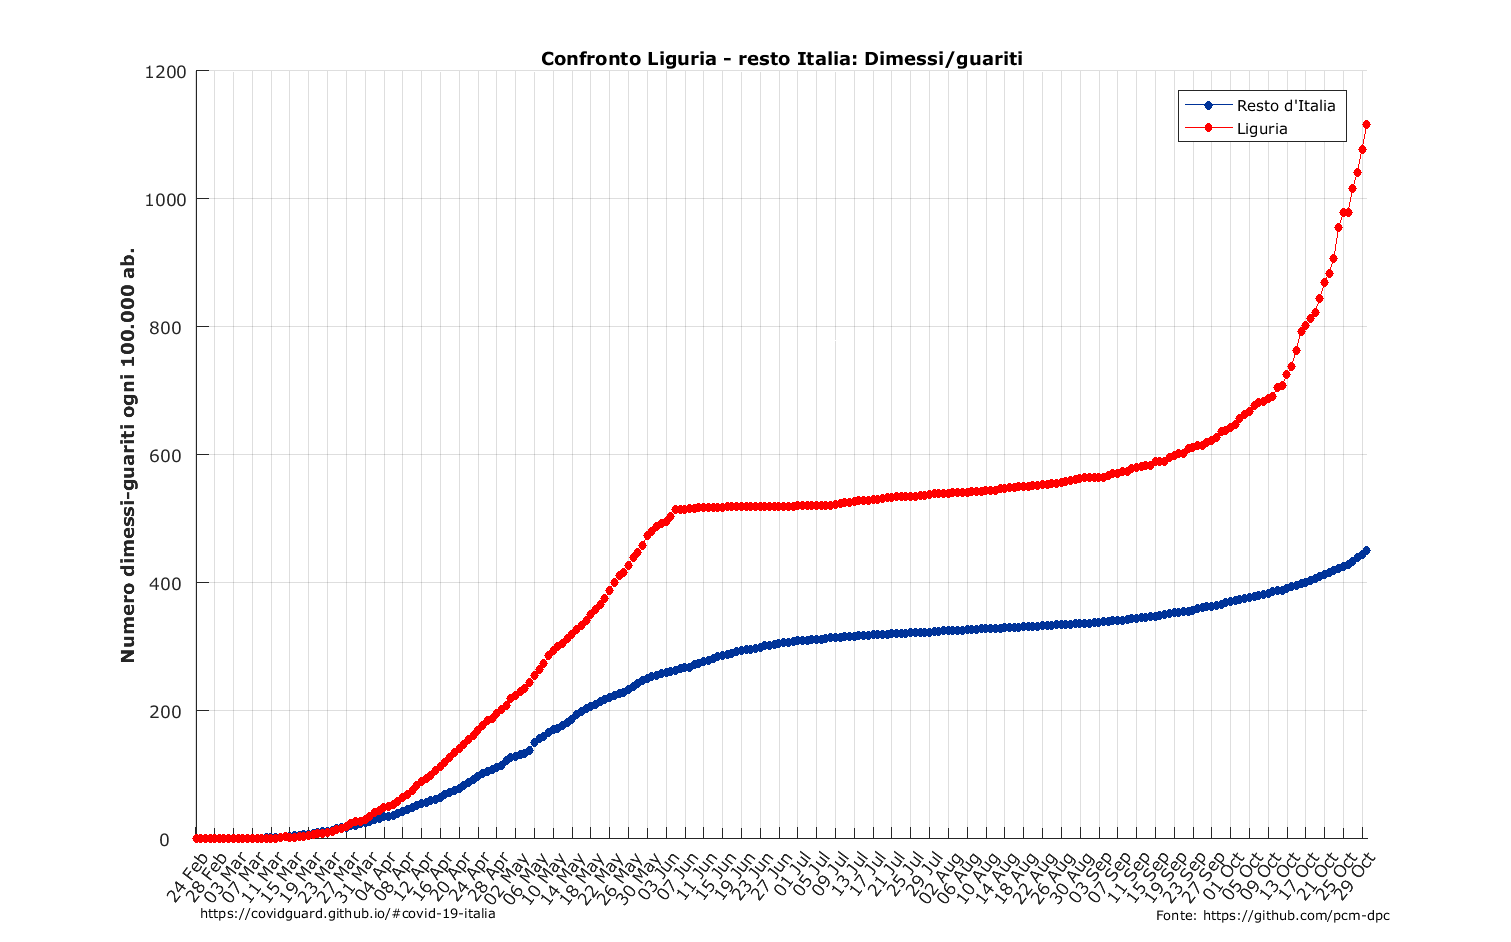 Confronto Liguria - resto Italia: Dimessi/guariti
Resto d'Italia
Liguria
Numero dimessi-guariti ogni 100.000 ab.
1200
1000
800
600
400
200
0
24 Feb
28 Feb
03 Mar
07 Mar
11 Mar
15 Mar
19 Mar
23 Mar
27 Mar
31 Mar
04 Apr
08 Apr
12 Apr
16 Apr
20 Apr
24 Apr
28 Apr
02 May
06 May
10 May
14 May
18 May
22 May
26 May
30 May
03 Jun
07 Jun
11 Jun
15 Jun
19 Jun
23 Jun
27 Jun
01 Jul
05 Jul
09 Jul
13 Jul
17 Jul
21 Jul
25 Jul
29 Jul
02 Aug
06 Aug
10 Aug
14 Aug
18 Aug
22 Aug
26 Aug
30 Aug
03 Sep
07 Sep
11 Sep
15 Sep
19 Sep
23 Sep
27 Sep
01 Oct
05 Oct
09 Oct
13 Oct
17 Oct
21 Oct
25 Oct
29 Oct
https://covidguard.github.io/#covid-19-italia
Fonte: https://github.com/pcm-dpc